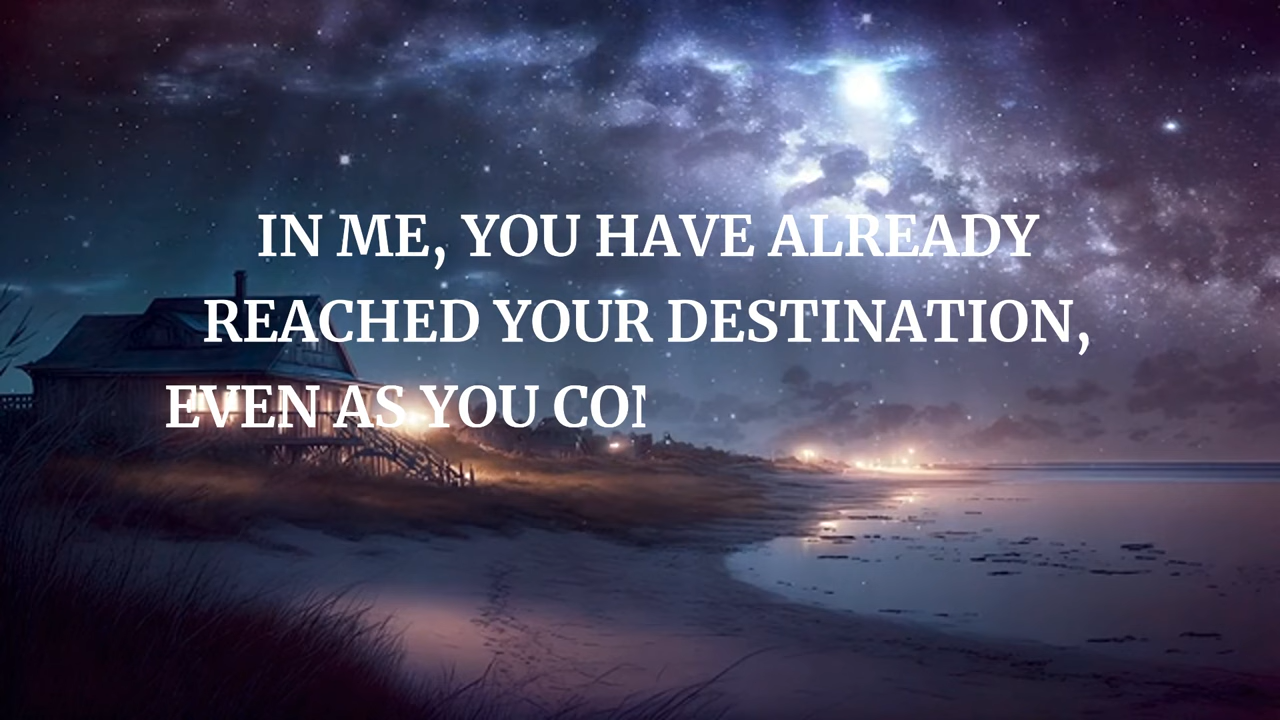 IN ME, YOU HAVE ALREADY
REACHED YOUR DESTINATION,
EVEN AS YOU